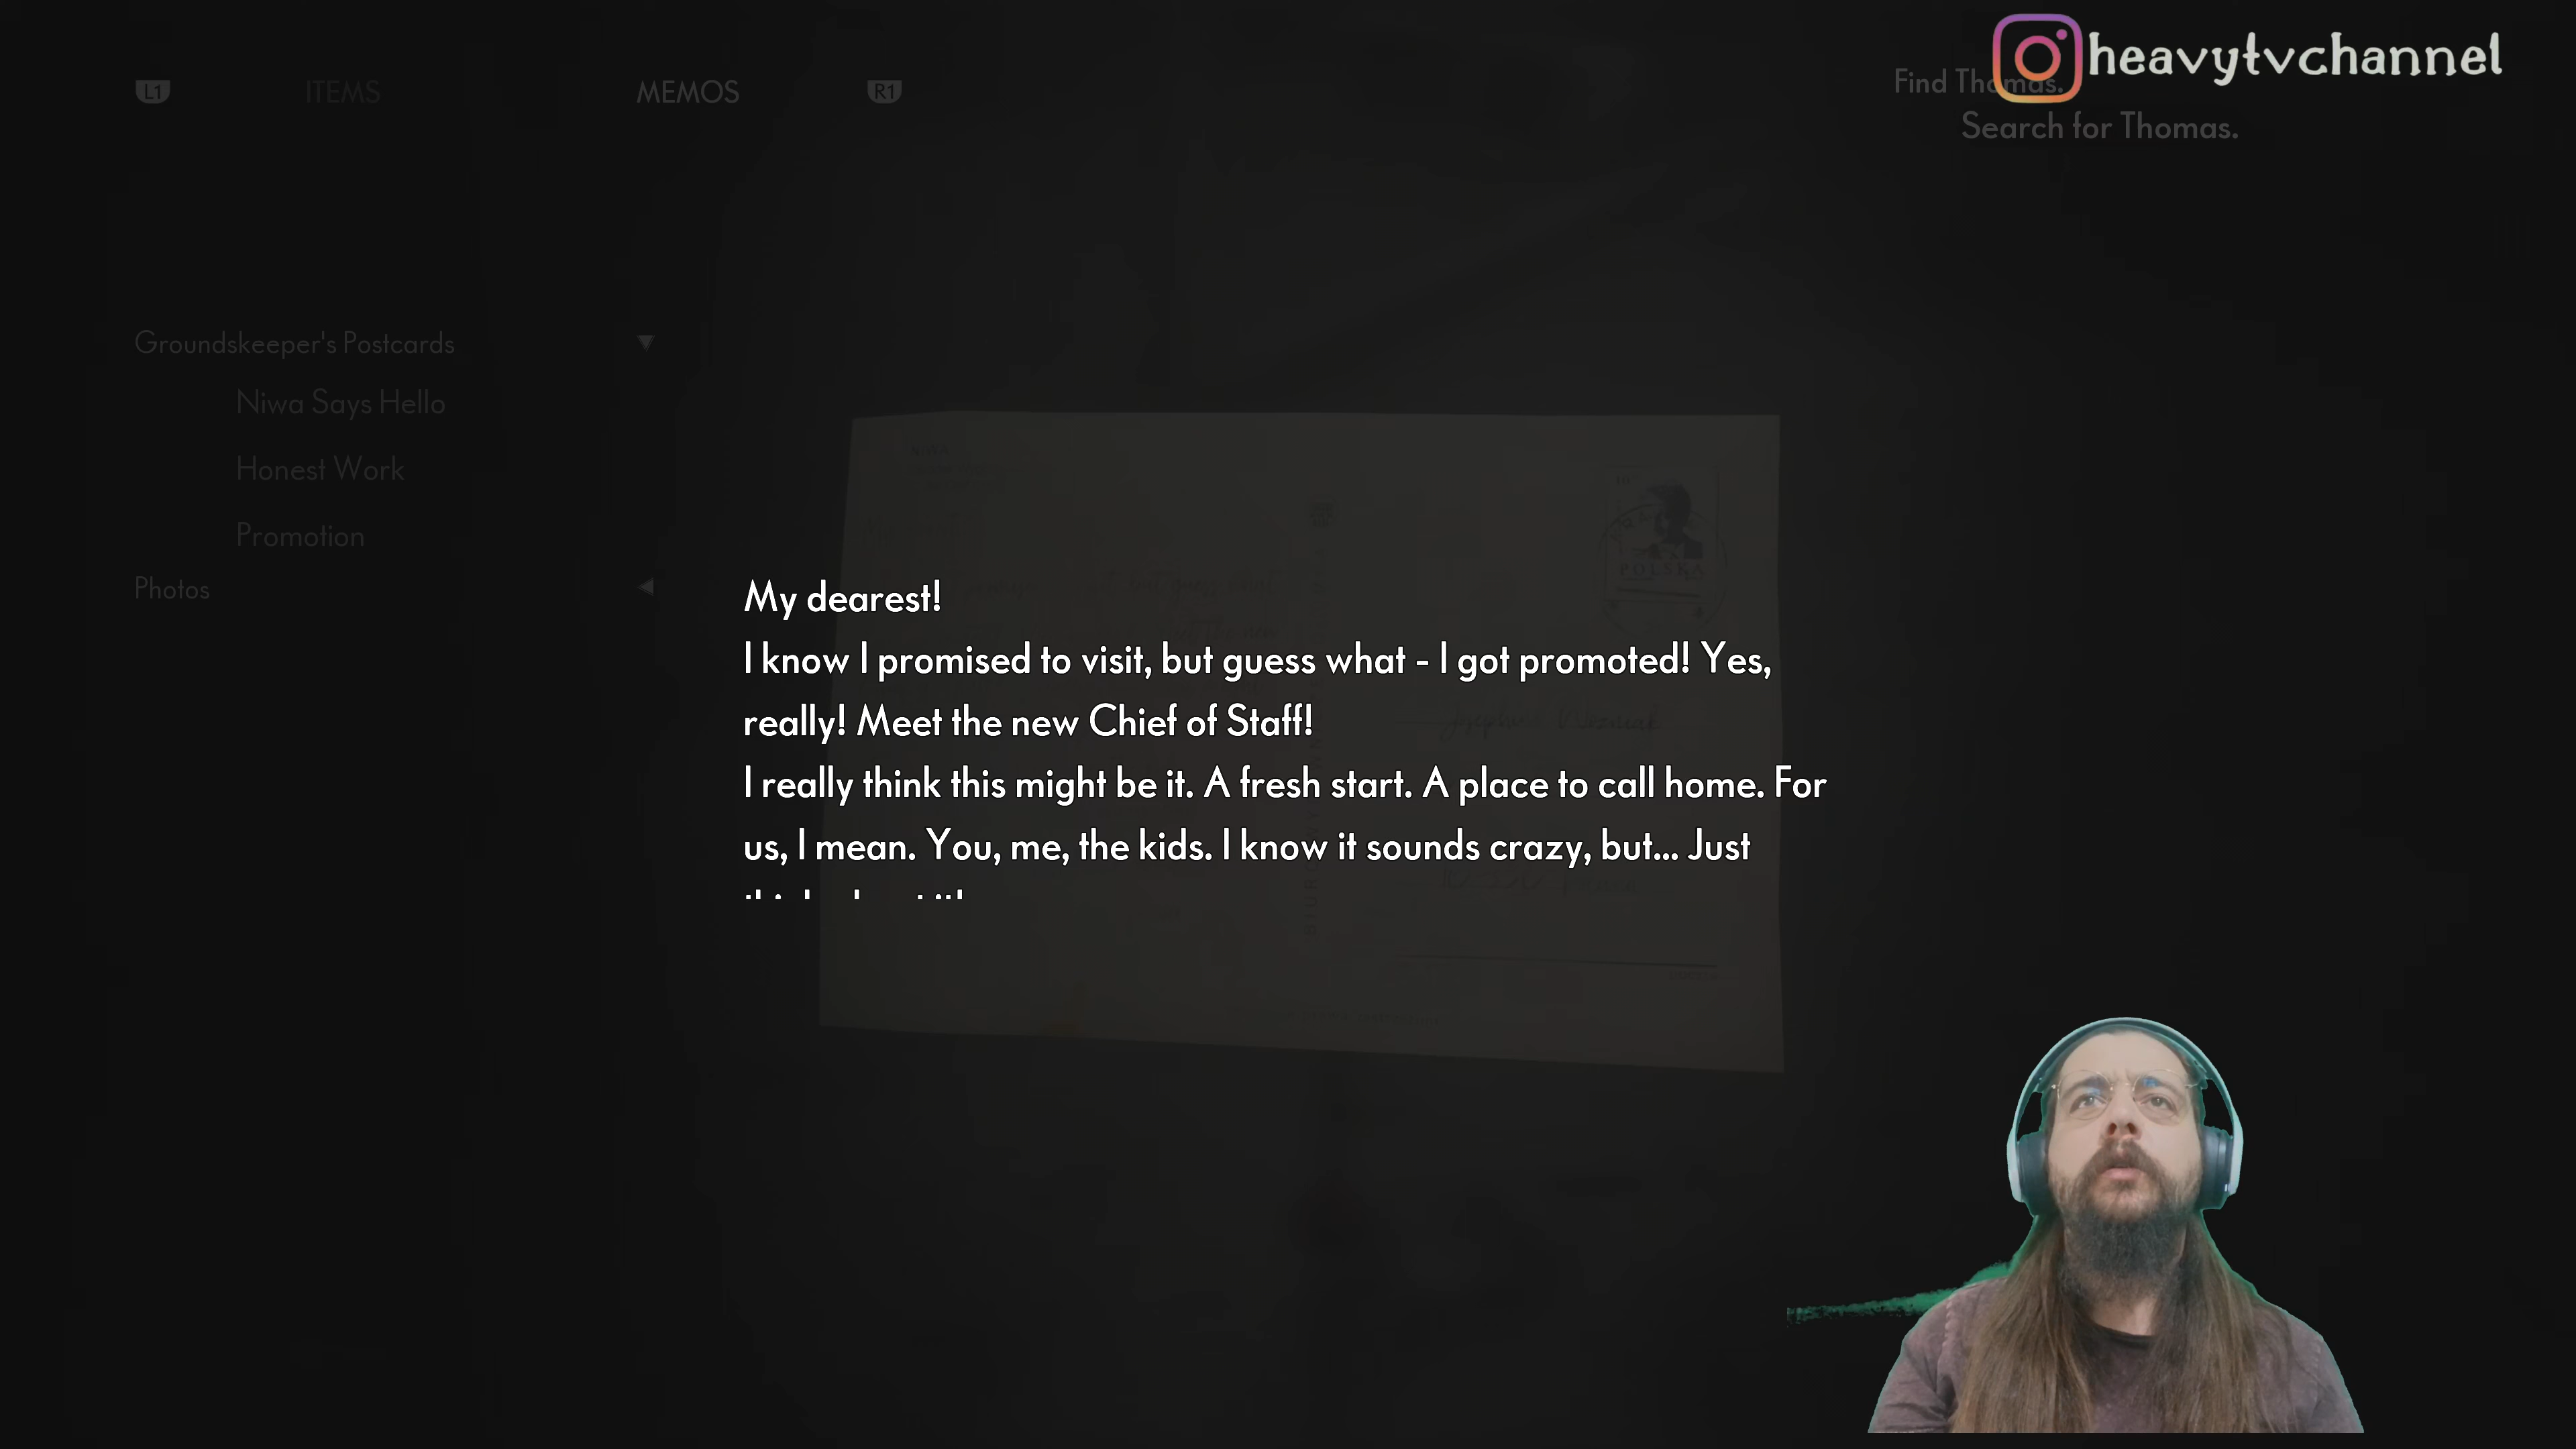 heavytvchannel
L1 ITEMS MEMOS R1
Find Thomas.
Search for Thomas.
Groundskeeper's Postcards
Niwa Says Hello
Honest Work
Promotion
Photos
POLSKA
My dearest!
I know I promised to visit, but guess what - I got promoted! Yes,
really! Meet the new Chief of Staff!
I really think this might be it. A fresh start. A place to call home. For
us, I mean. You, me, the kids. I know it sounds crazy, but... Just